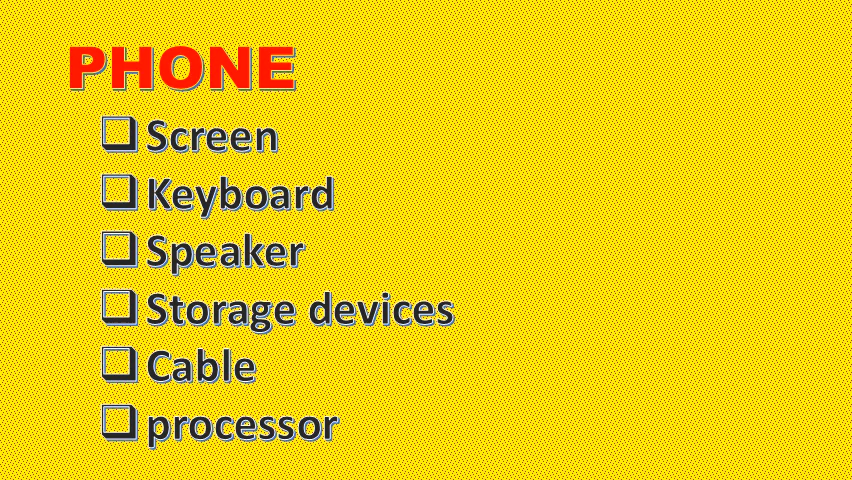 PHONE
❑ Screen
❑ Keyboard
❑ Speaker
❑ Storage devices
❑ Cable
❑ processor